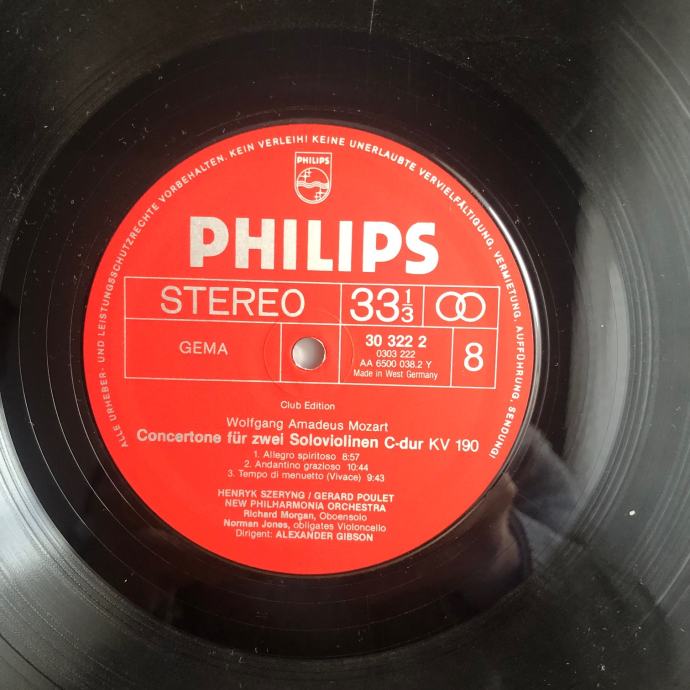 ALLE URHEBER- UND LEISTUNGSSCHUTZRECHTE VORBEHALTEN. KEIN VERLEIH! KEINE UNERLAUBTE VERVIELFÄLTIGUNG, VERMIETUNG, AUFFÜHRUNG, SENDUNG!
PHILIPS
PHILIPS
STEREO 33 1/3
GEMA 30 322 2 8
0303 222
AA 6500 038.2 Y
Made in West Germany
Club Edition
Wolfgang Amadeus Mozart
Concertone für zwei Soloviolinen C-dur KV 190
1. Allegro spiritoso 8:57
2. Andantino grazioso 10:44
3. Tempo di menuetto (Vivace) 9:43
HENRYK SZERYNG / GERARD POULET
NEW PHILHARMONIA ORCHESTRA
Richard Morgan, Oboensolo
Norman Jones, obligates Violoncello
Dirigent: ALEXANDER GIBSON